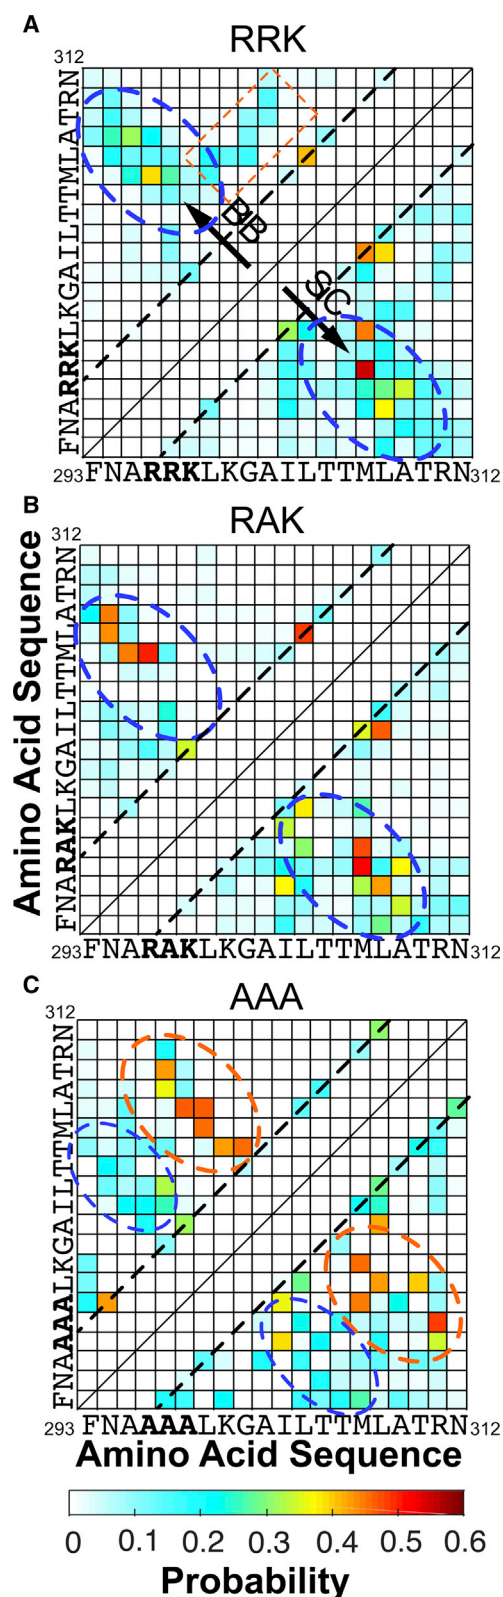 A
RRK
312
FNARRKLKGAILTTMLATRN
BB
SC
293 FNARRKLKGAILTTMLATRN 312
B
RAK
312
Amino Acid Sequence
FNARAKLKGAILTTMLATRN
293 FNARAKLKGAILTTMLATRN 312
C
AAA
312
FNAAAALKGAILTTMLATRN
293 FNAAAALKGAILTTMLATRN 312
Amino Acid Sequence
0 0.1 0.2 0.3 0.4 0.5 0.6
Probability